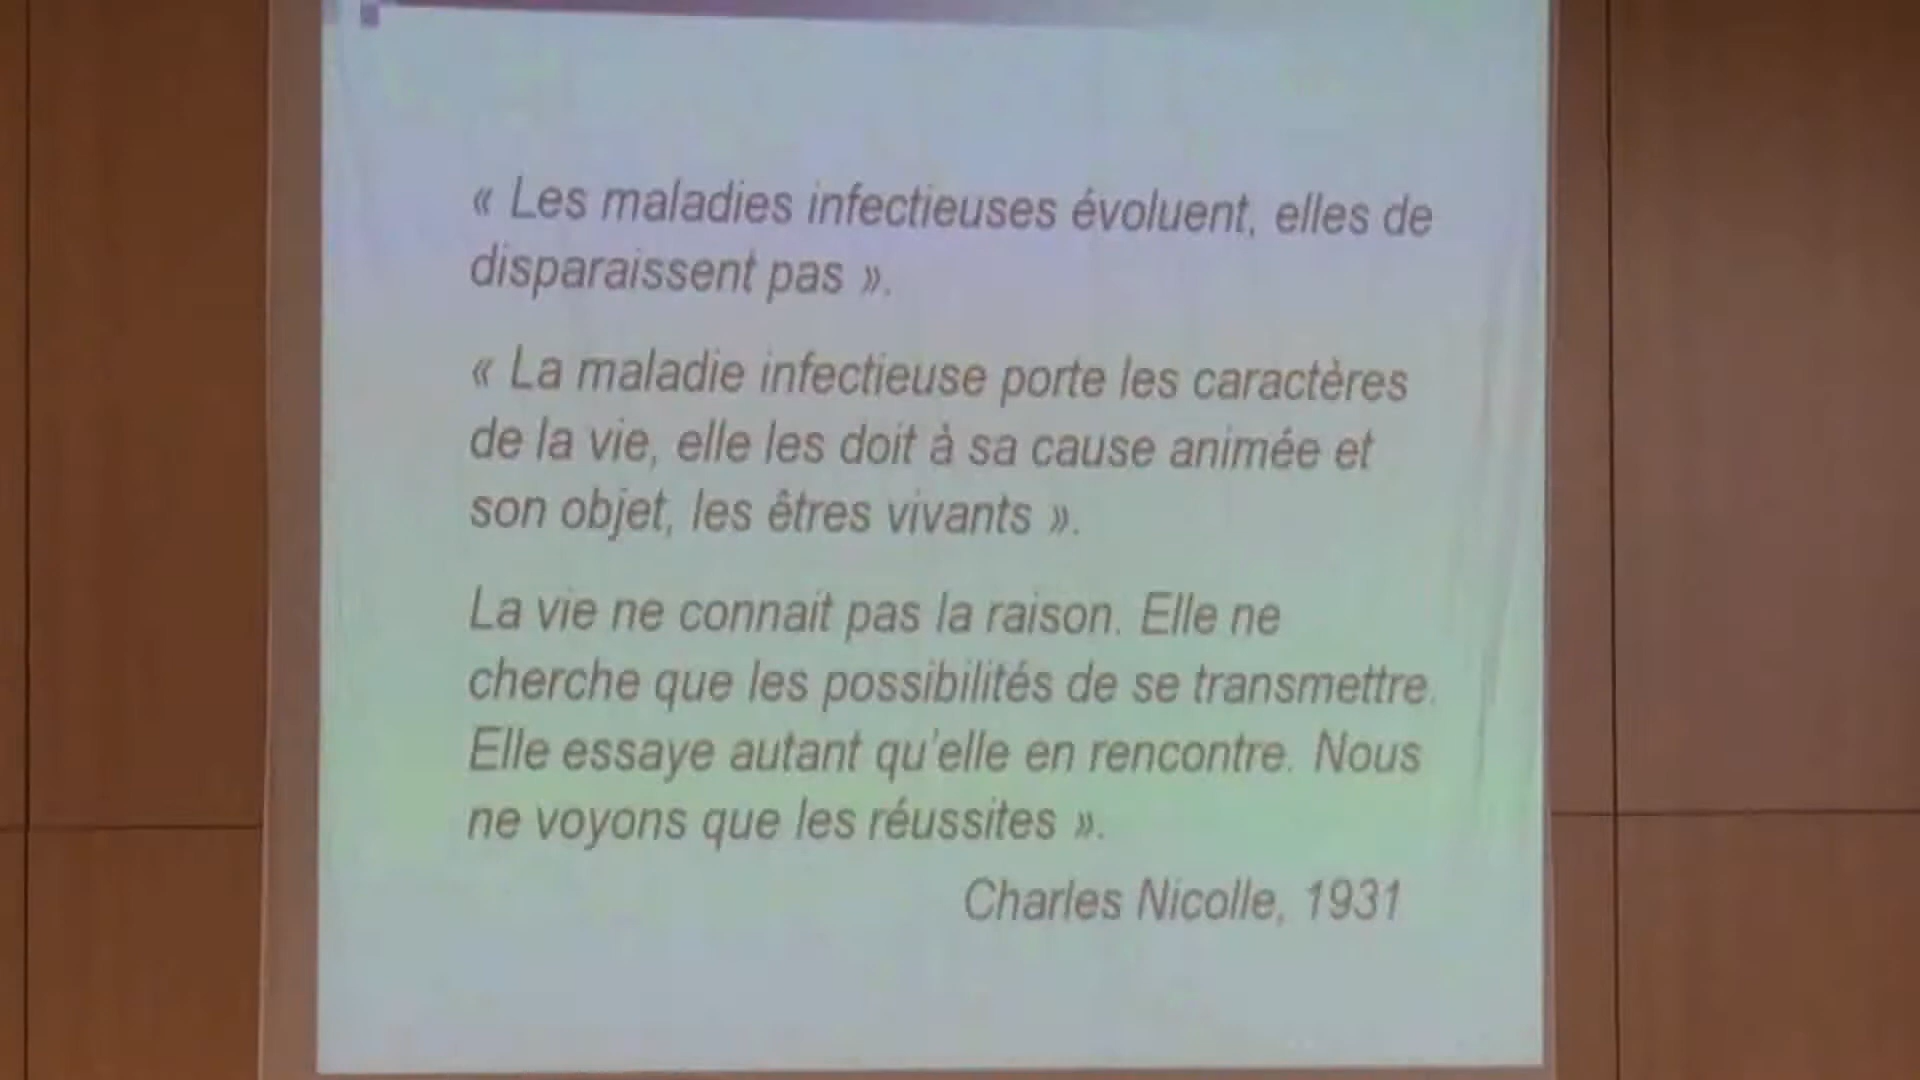 « Les maladies infectieuses évoluent, elles de
disparaissent pas ».
« La maladie infectieuse porte les caractères
de la vie, elle les doit à sa cause animée et
son objet, les êtres vivants ».
La vie ne connait pas la raison. Elle ne
cherche que les possibilités de se transmettre.
Elle essaye autant qu'elle en rencontre. Nous
ne voyons que les réussites ».
Charles Nicolle, 1931